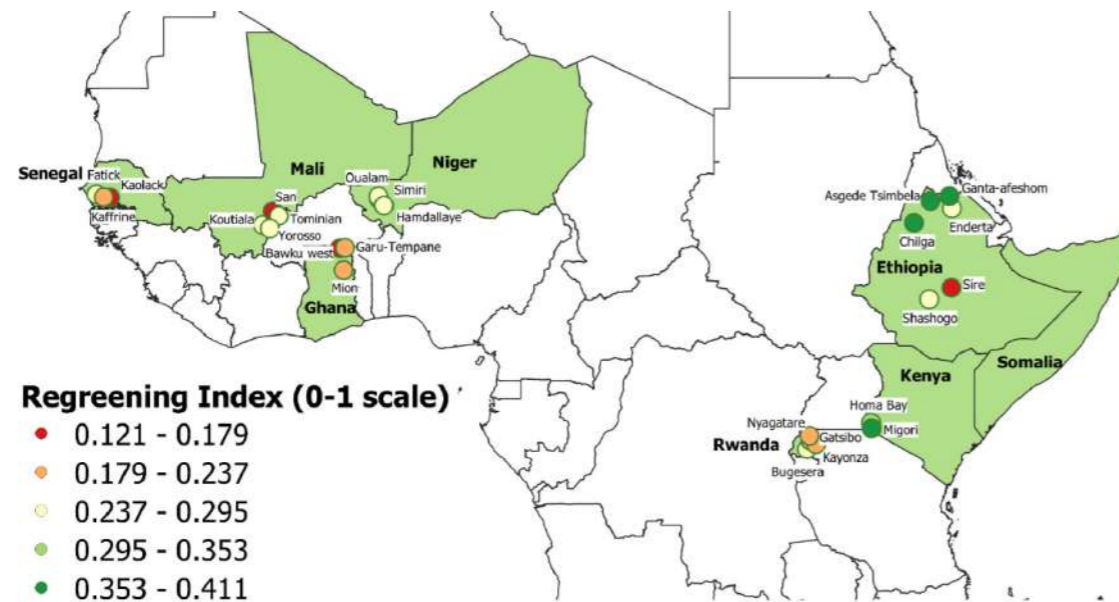 Senegal
Fatick
Kaolack
Kaffrine
Mali
San
Koutiala
Tominian
Yorosso
Niger
Oualam
Simiri
Hamdallaye
Bawku west
Garu-Tempane
Mion
Ghana
Asgede Tsimbela
Ganta-afeshom
Enderta
Chilga
Ethiopia
Sire
Shashogo
Somalia
Kenya
Homa Bay
Migori
Nyagatare
Gatsibo
Rwanda
Kayonza
Bugesera
Regreening Index (0-1 scale)
0.121 - 0.179
0.179 - 0.237
0.237 - 0.295
0.295 - 0.353
0.353 - 0.411